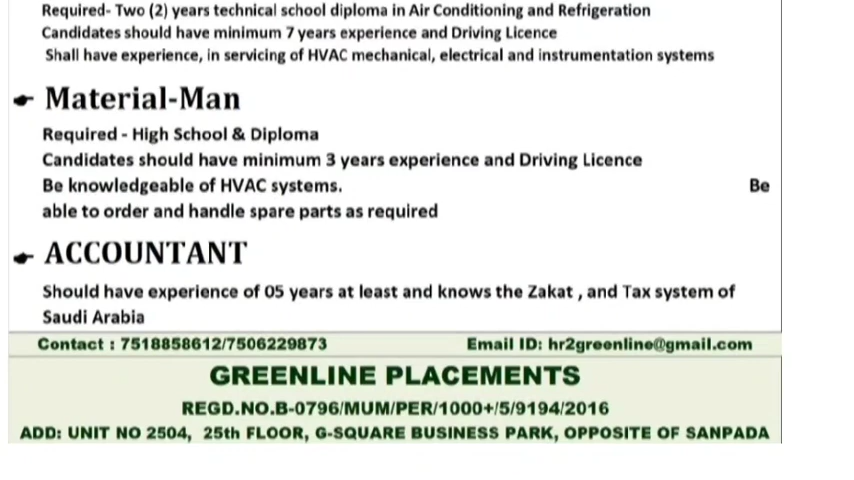 Required- Two (2) years technical school diploma in Air Conditioning and Refrigeration
Candidates should have minimum 7 years experience and Driving Licence
Shall have experience, in servicing of HVAC mechanical, electrical and instrumentation systems
Material-Man
Required - High School & Diploma
Candidates should have minimum 3 years experience and Driving Licence
Be knowledgeable of HVAC systems. Be
able to order and handle spare parts as required
ACCOUNTANT
Should have experience of 05 years at least and knows the Zakat , and Tax system of
Saudi Arabia
Contact : 7518858612/7506229873 Email ID: hr2greenline@gmail.com
GREENLINE PLACEMENTS
REGD.NO.B-0796/MUM/PER/1000+/5/9194/2016
ADD: UNIT NO 2504, 25th FLOOR, G-SQUARE BUSINESS PARK, OPPOSITE OF SANPADA